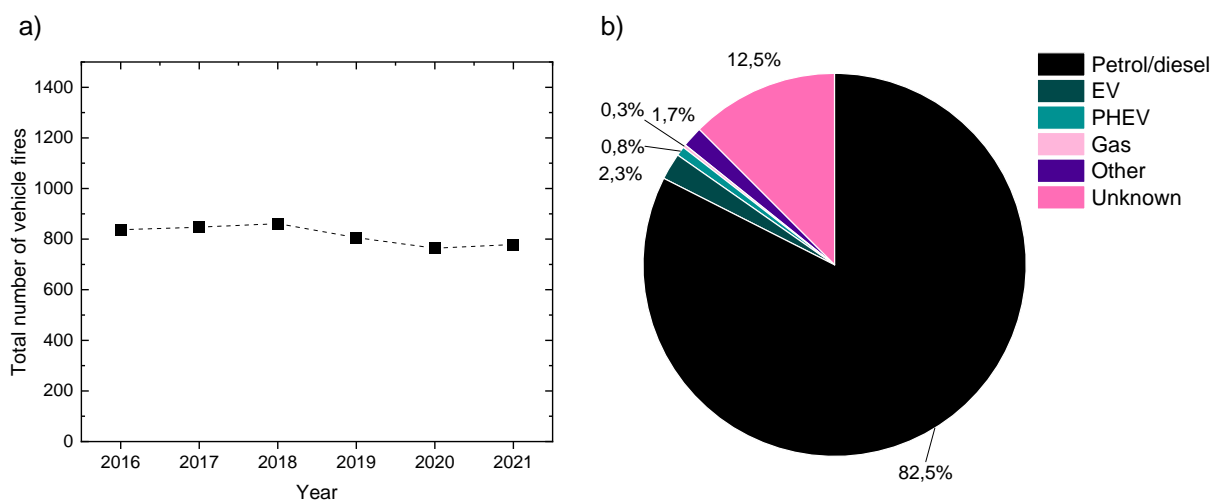 a)
Total number of vehicle fires
1400
1200
1000
800
600
400
200
0
2016 2017 2018 2019 2020 2021
Year
b)
12,5%
0,3%
1,7%
0,8%
2,3%
82,5%
Petrol/diesel
EV
PHEV
Gas
Other
Unknown